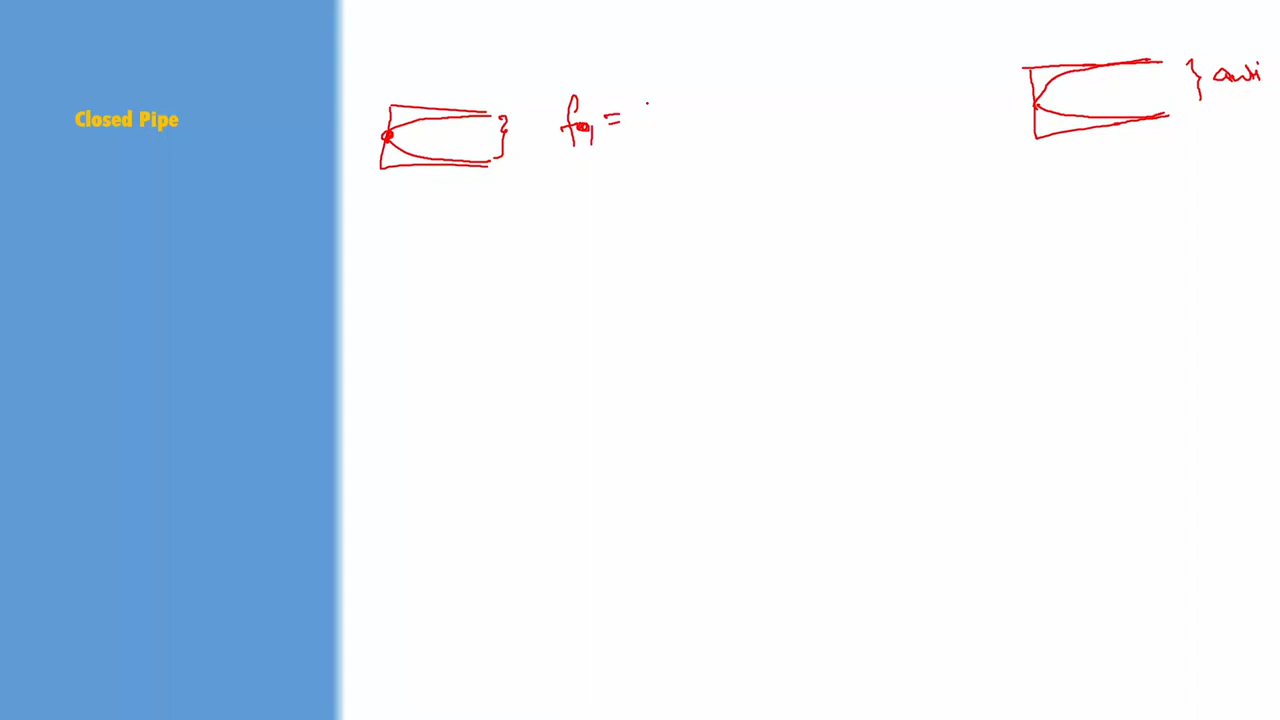 Closed Pipe
f₀₁ =
anti